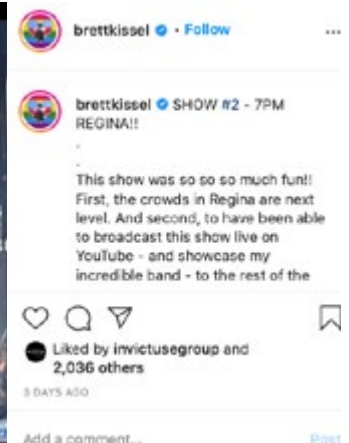 brettkissel • Follow
brettkissel SHOW #2 - 7PM
REGINA!!
.
.
This show was so so so much fun!!
First, the crowds in Regina are next
level. And second, to have been able
to broadcast this show live on
YouTube - and showcase my
incredible band - to the rest of the
Liked by invictusegroup and
2,036 others
3 DAYS AGO
Add a comment...
Post